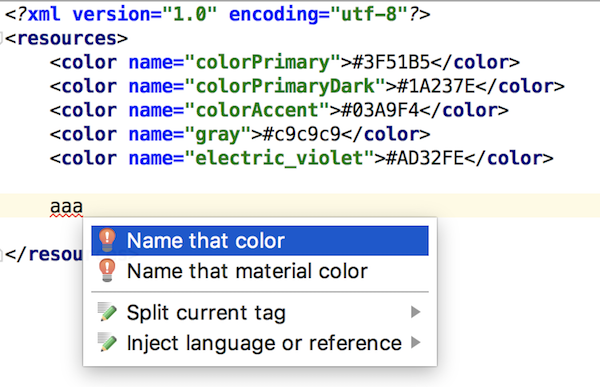 <?xml version="1.0" encoding="utf-8"?>
<resources>
    <color name="colorPrimary">#3F51B5</color>
    <color name="colorPrimaryDark">#1A237E</color>
    <color name="colorAccent">#03A9F4</color>
    <color name="gray">#c9c9c9</color>
    <color name="electric_violet">#AD32FE</color>
    aaa
Name that color
Name that material color
</resou
Split current tag
Inject language or reference